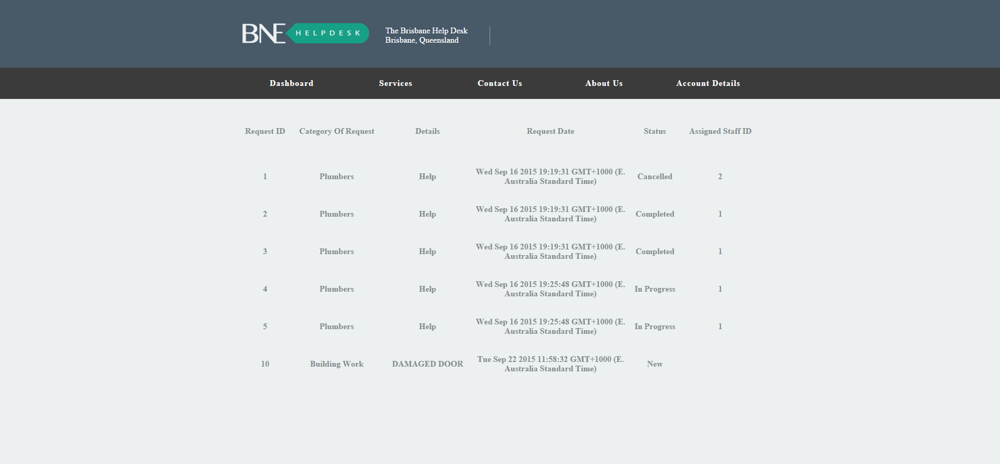 BNE HELPDESK
The Brisbane Help Desk
Brisbane, Queensland
Dashboard Services Contact Us About Us Account Details
Request ID Category Of Request Details Request Date Status Assigned Staff ID
1 Plumbers Help Wed Sep 16 2015 19:19:31 GMT+1000 (E. Australia Standard Time) Cancelled 2
2 Plumbers Help Wed Sep 16 2015 19:19:31 GMT+1000 (E. Australia Standard Time) Completed 1
3 Plumbers Help Wed Sep 16 2015 19:19:31 GMT+1000 (E. Australia Standard Time) Completed 1
4 Plumbers Help Wed Sep 16 2015 19:25:48 GMT+1000 (E. Australia Standard Time) In Progress 1
5 Plumbers Help Wed Sep 16 2015 19:25:48 GMT+1000 (E. Australia Standard Time) In Progress 1
10 Building Work DAMAGED DOOR Tue Sep 22 2015 11:58:32 GMT+1000 (E. Australia Standard Time) New